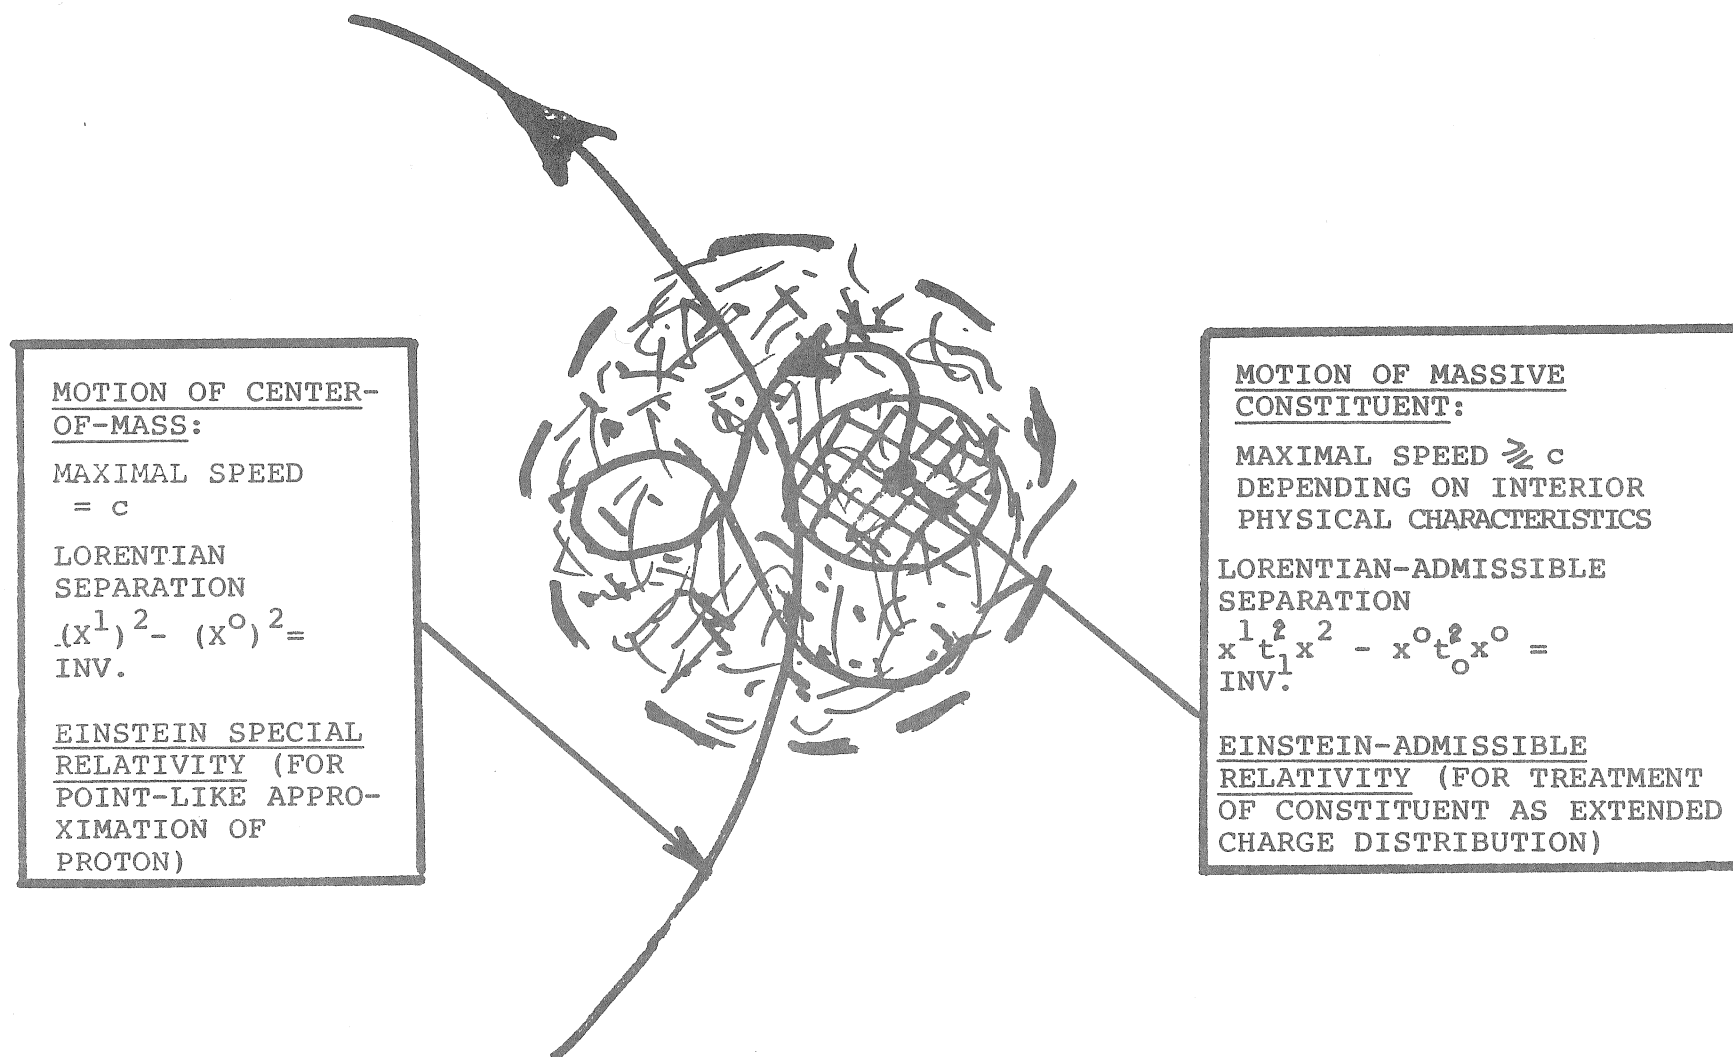 MOTION OF CENTER-
OF-MASS:
MAXIMAL SPEED
= c
LORENTIAN
SEPARATION
(x¹)² - (x⁰)² =
INV.
EINSTEIN SPECIAL
RELATIVITY (FOR
POINT-LIKE APPRO-
XIMATION OF
PROTON)
MOTION OF MASSIVE
CONSTITUENT:
MAXIMAL SPEED ⪌ c
DEPENDING ON INTERIOR
PHYSICAL CHARACTERISTICS
LORENTIAN-ADMISSIBLE
SEPARATION
x¹t₁²x² - x⁰t₀²x⁰ =
INV.
EINSTEIN-ADMISSIBLE
RELATIVITY (FOR TREATMENT
OF CONSTITUENT AS EXTENDED
CHARGE DISTRIBUTION)